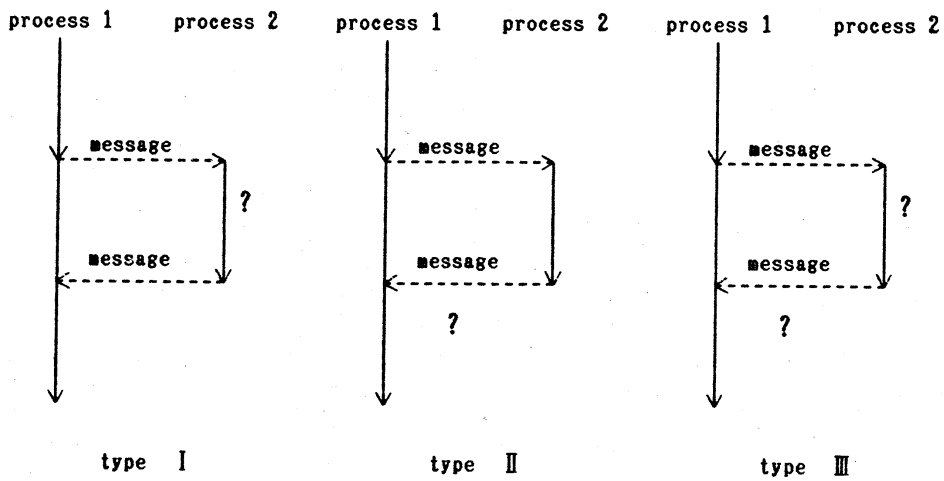 process 1 process 2 process 1 process 2 process 1 process 2
message message message
?
?
message message message
?
?
type I type II type III